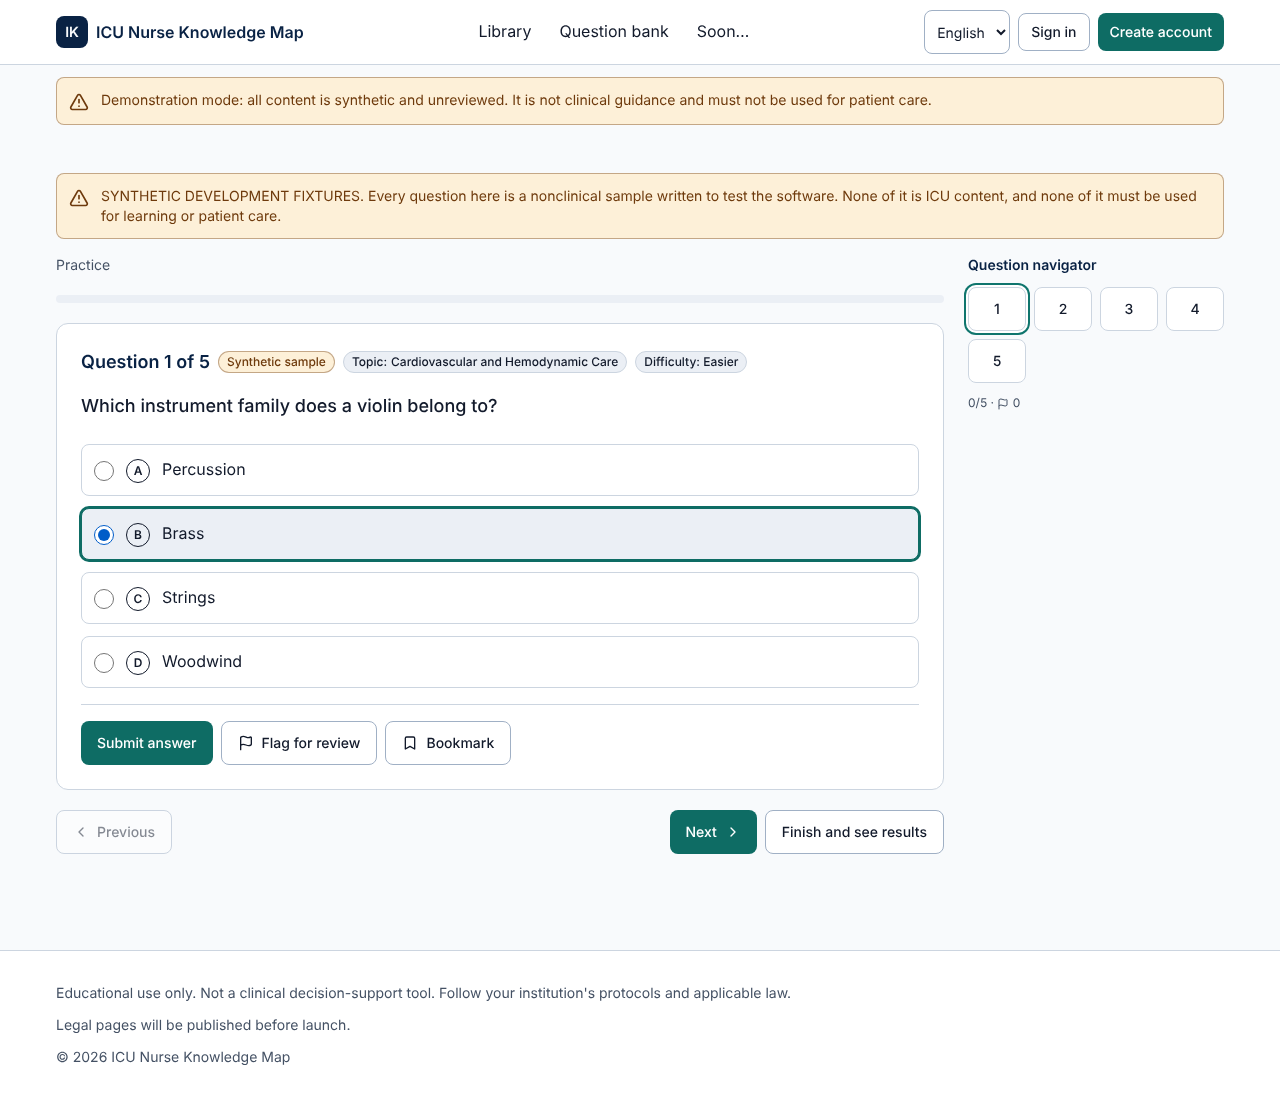 IK ICU Nurse Knowledge Map
Library
Question bank
Soon...
English
Sign in
Create account
Demonstration mode: all content is synthetic and unreviewed. It is not clinical guidance and must not be used for patient care.
SYNTHETIC DEVELOPMENT FIXTURES. Every question here is a nonclinical sample written to test the software. None of it is ICU content, and none of it must be used
for learning or patient care.
Practice
Question 1 of 5
Synthetic sample
Topic: Cardiovascular and Hemodynamic Care
Difficulty: Easier
Which instrument family does a violin belong to?
A Percussion
B Brass
C Strings
D Woodwind
Submit answer
Flag for review
Bookmark
Previous
Next
Finish and see results
Question navigator
1
2
3
4
5
0/5 · 0
Educational use only. Not a clinical decision-support tool. Follow your institution's protocols and applicable law.
Legal pages will be published before launch.
© 2026 ICU Nurse Knowledge Map